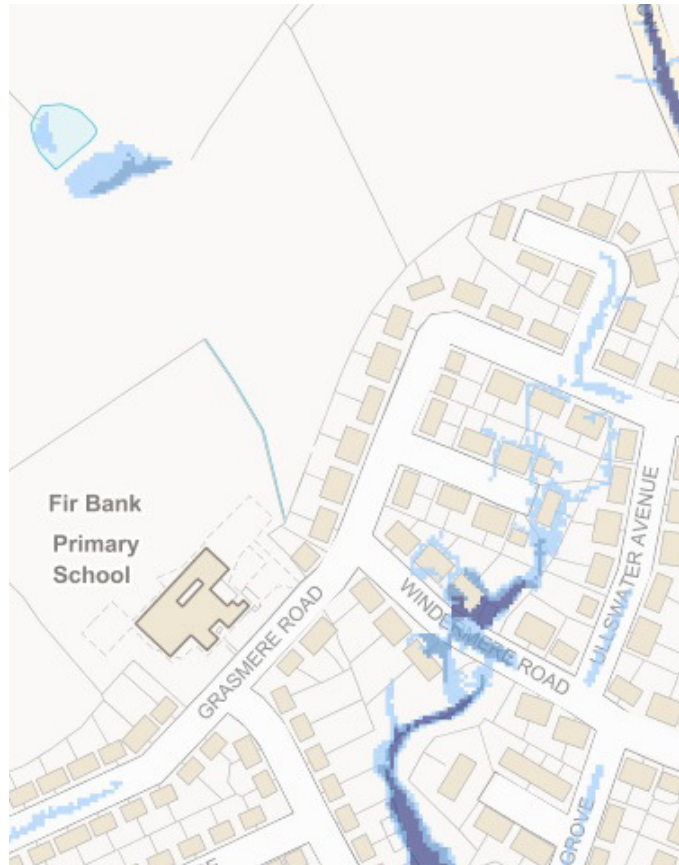 Fir Bank
Primary
School
ULLSWATER AVENUE
WINDERMERE ROAD
GRASMERE ROAD
GROVE